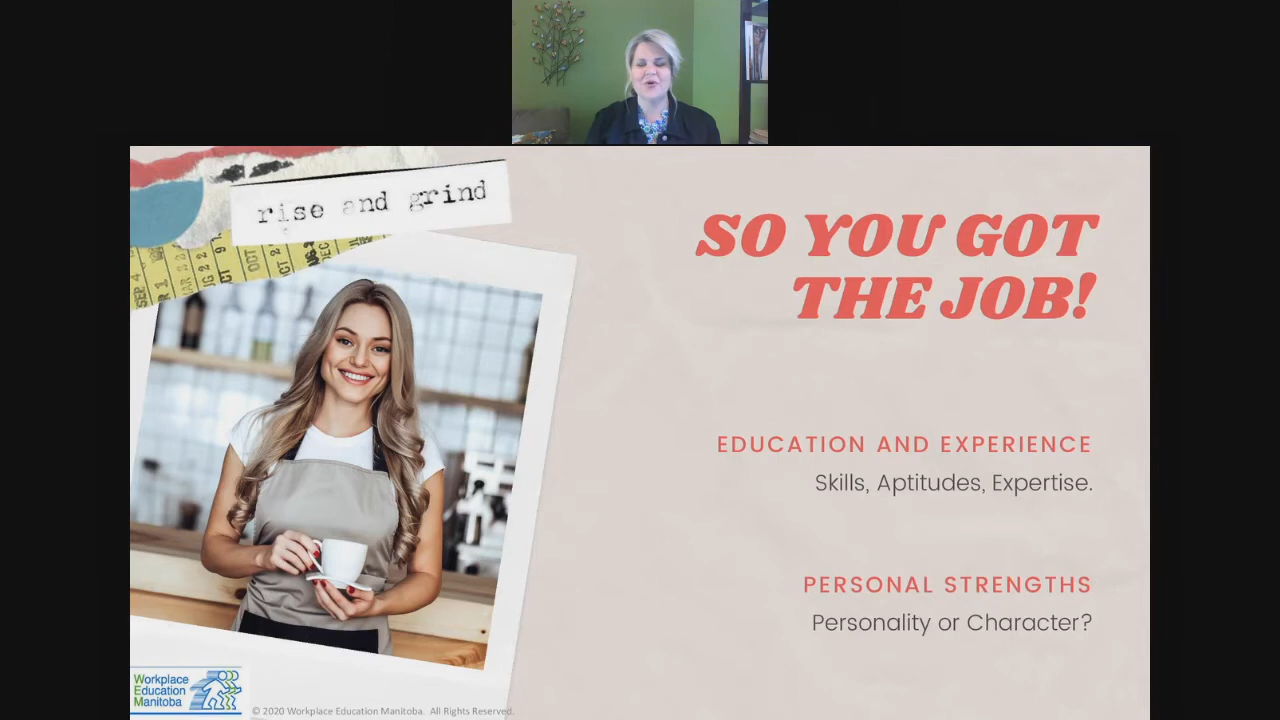 rise and grind
SO YOU GOT
THE JOB!
EDUCATION AND EXPERIENCE
Skills, Aptitudes, Expertise.
PERSONAL STRENGTHS
Personality or Character?
Workplace
Education
Manitoba
© 2020 Workplace Education Manitoba. All Rights Reserved.